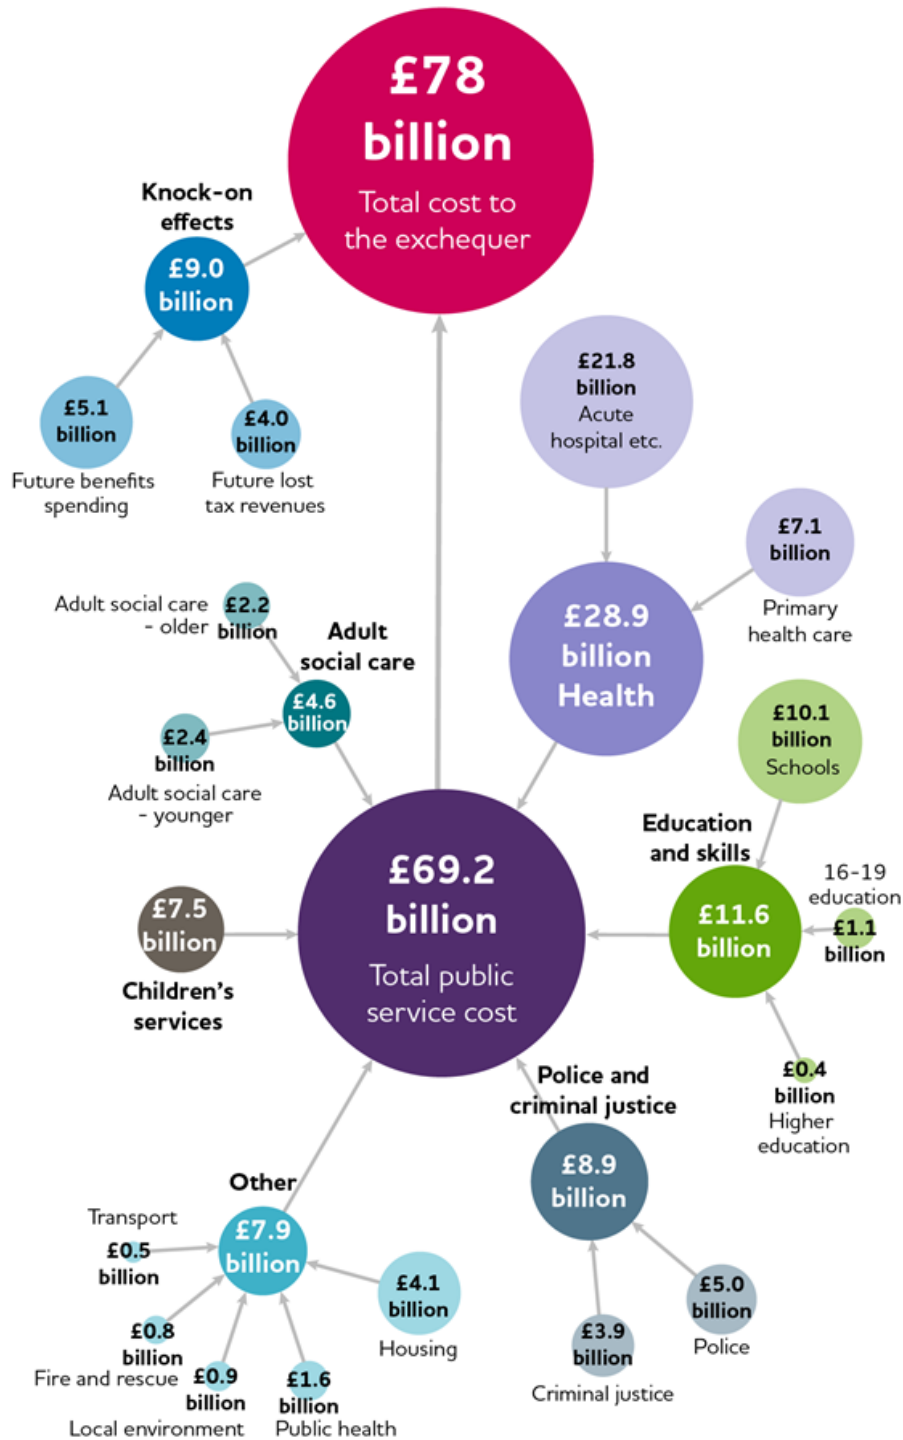 £78
billion
Total cost to
the exchequer
Knock-on
effects
£9.0
billion
£5.1
billion
Future benefits
spending
£4.0
billion
Future lost
tax revenues
£21.8
billion
Acute
hospital etc.
£7.1
billion
Primary
health care
£28.9
billion
Health
Adult social care
- older
£2.2
billion
Adult
social care
£4.6
billion
£2.4
billion
Adult social care
- younger
£10.1
billion
Schools
Education
and skills
£11.6
billion
16-19
education
£1.1
billion
£0.4
billion
Higher
education
£69.2
billion
Total public
service cost
£7.5
billion
Children's
services
Police and
criminal justice
£8.9
billion
£5.0
billion
Police
£3.9
billion
Criminal justice
Other
£7.9
billion
Transport
£0.5
billion
£0.8
billion
Fire and rescue
£0.9
billion
Local environment
£1.6
billion
Public health
£4.1
billion
Housing